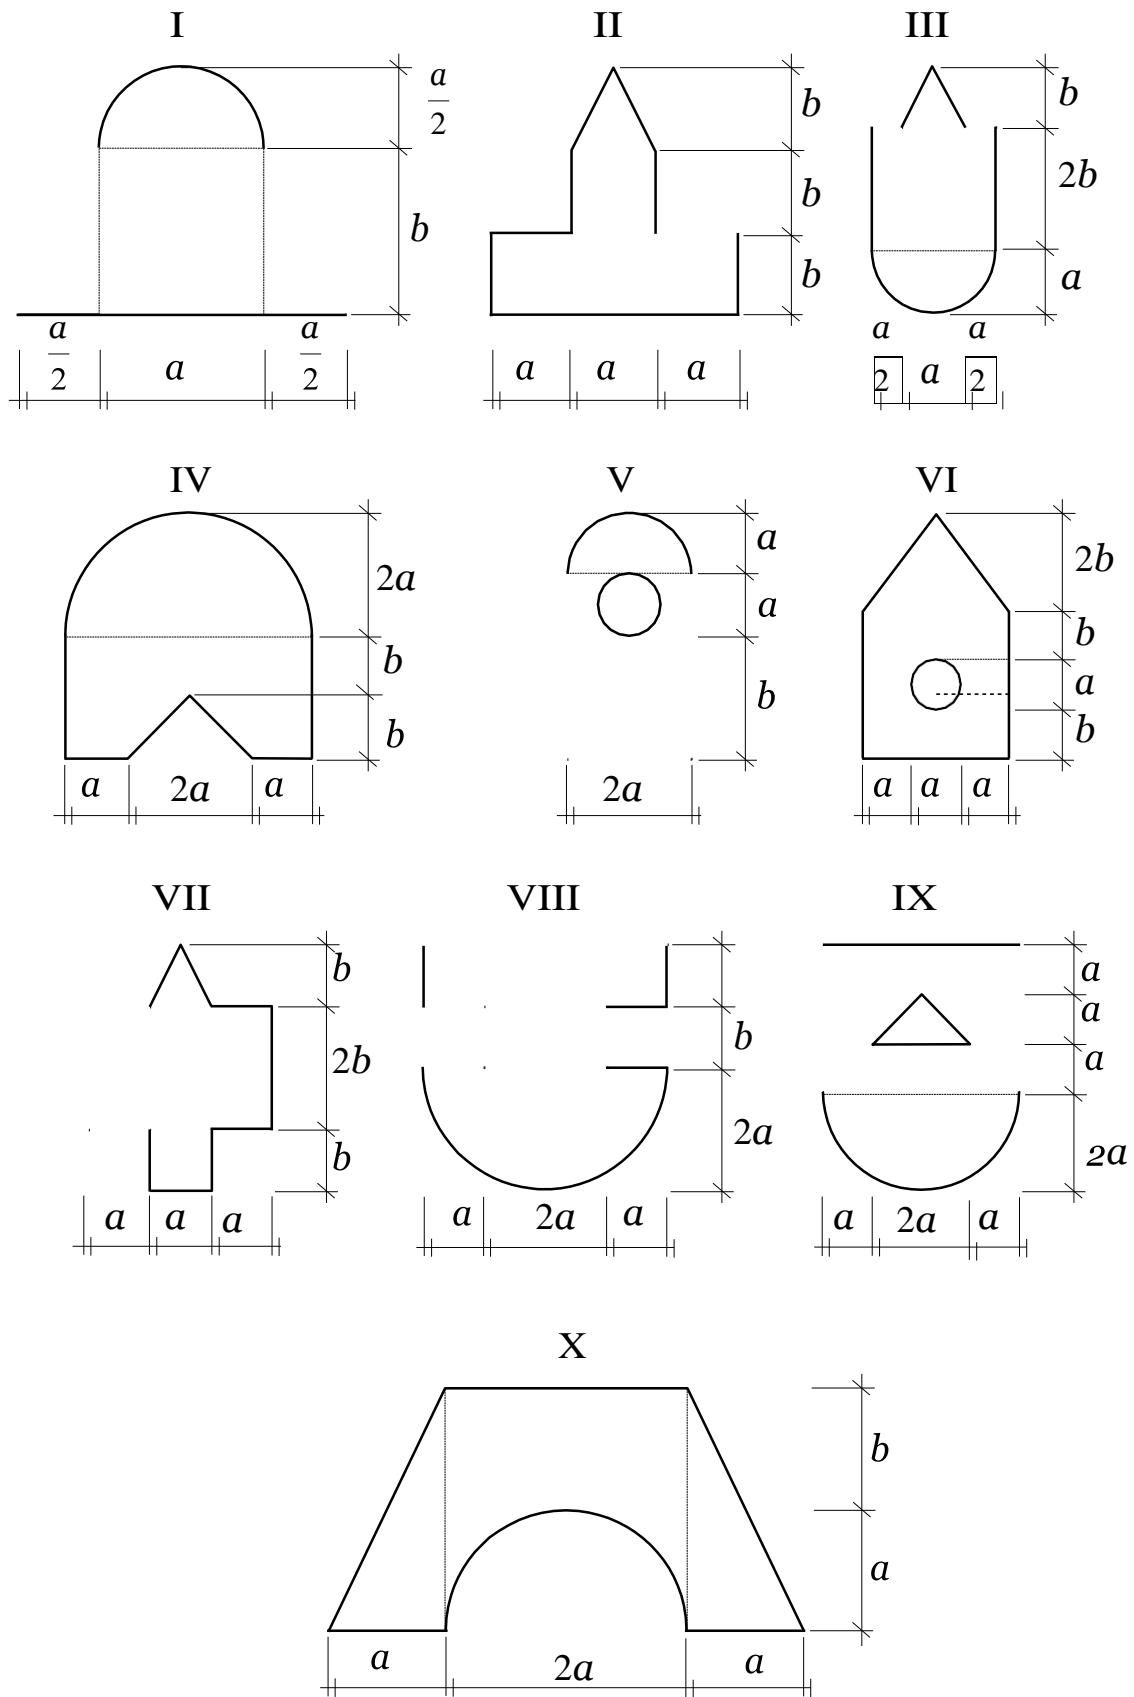 I II III
a/2 b b
b b 2b
b a
a/2 a a/2 a a a a/2 a a/2
IV V VI
2a a 2b
b a b
b b a
b
a 2a a 2a a a a
VII VIII IX
b b a
2b 2a a
b a
2a
a a a a 2a a a 2a a
X
b
a
a 2a a